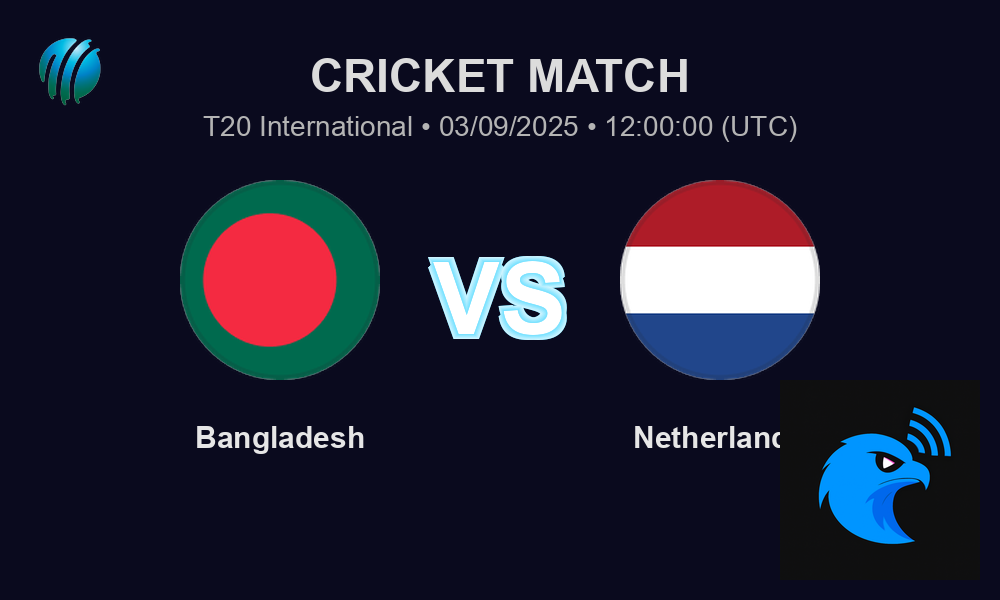 CRICKET MATCH
T20 International • 03/09/2025 • 12:00:00 (UTC)
VS
Bangladesh
Netherland